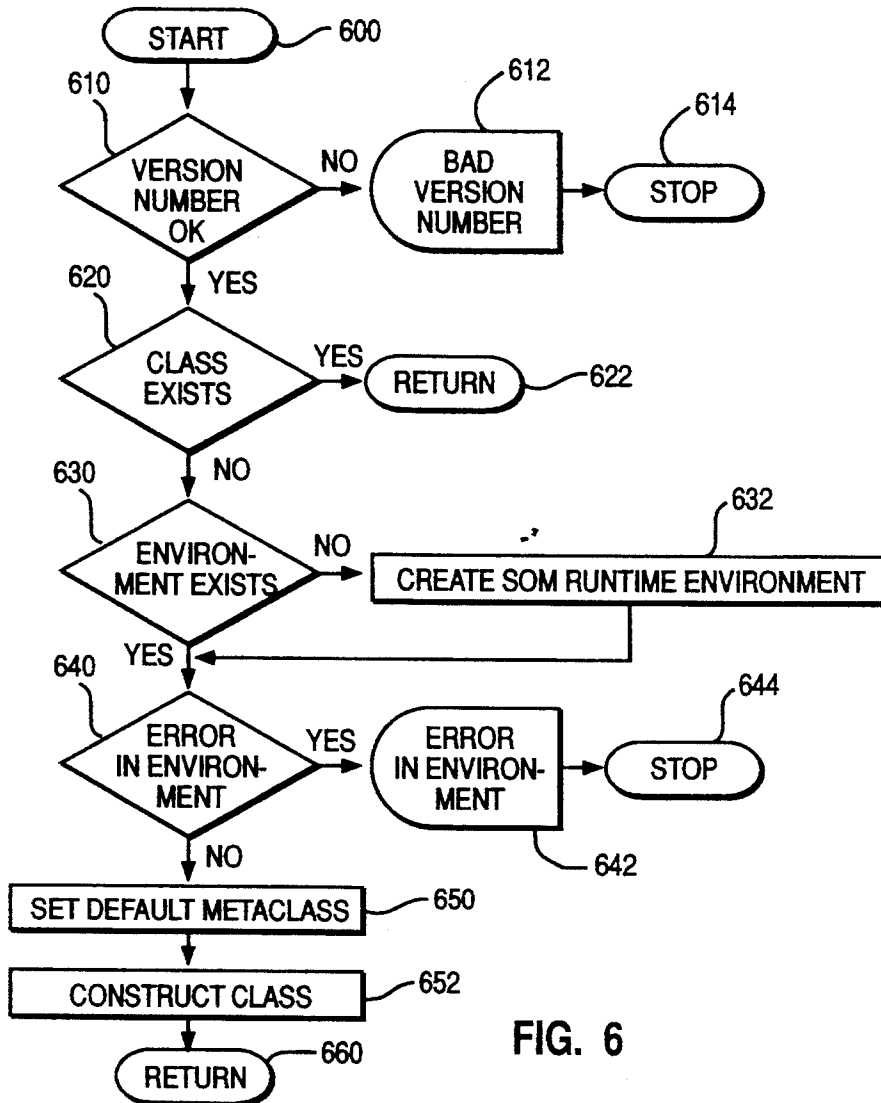 START
600
610
612
614
VERSION
NUMBER
OK
NO
BAD
VERSION
NUMBER
STOP
YES
620
CLASS
EXISTS
YES
RETURN
622
NO
630
632
ENVIRON-
MENT EXISTS
NO
CREATE SOM RUNTIME ENVIRONMENT
YES
640
644
ERROR
IN ENVIRON-
MENT
YES
ERROR
IN ENVIRON-
MENT
STOP
NO
642
SET DEFAULT METACLASS
650
CONSTRUCT CLASS
652
RETURN
660
FIG. 6